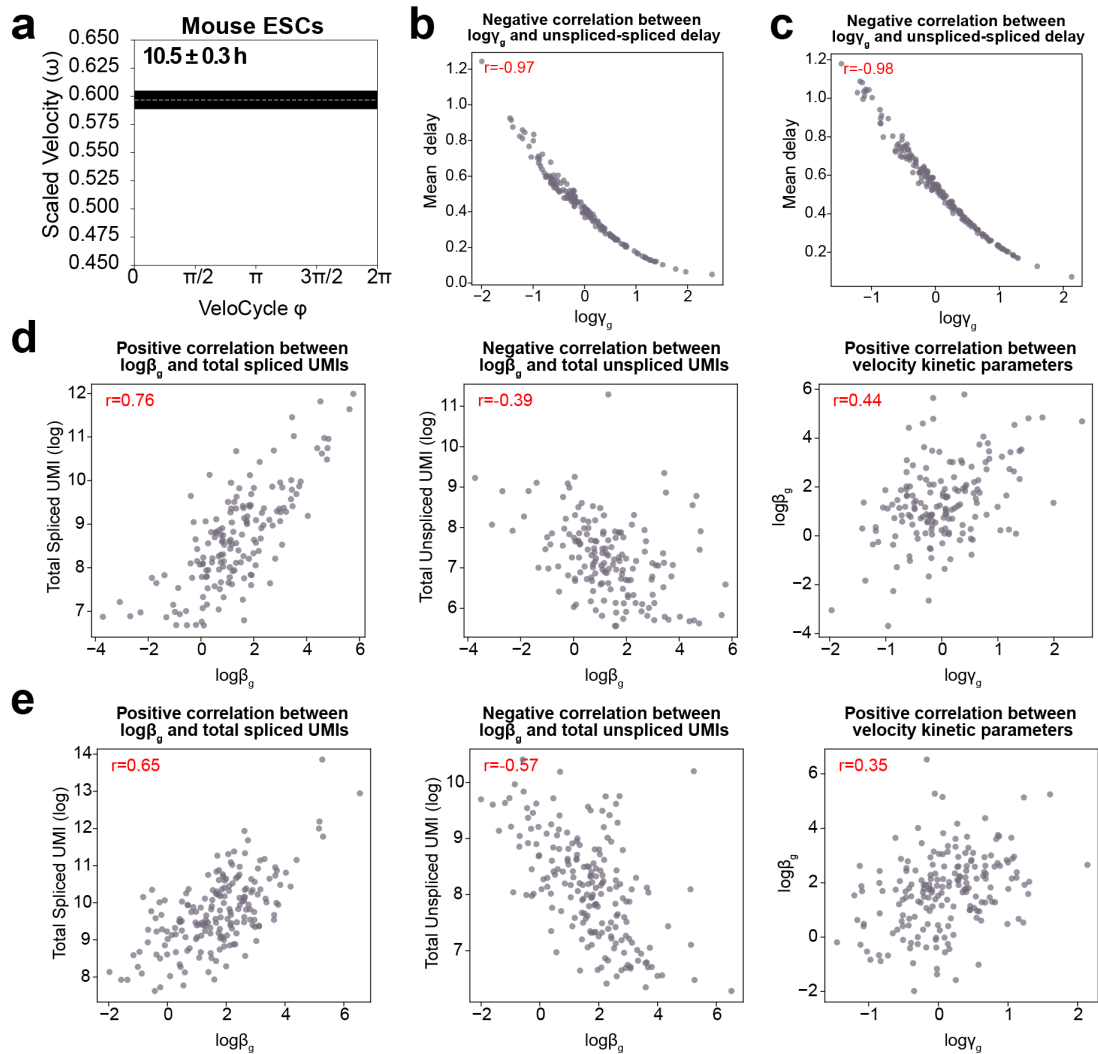 a
Mouse ESCs
10.5 ± 0.3 h
Scaled Velocity (ω)
0.650
0.625
0.600
0.575
0.550
0.525
0.500
0.475
0.450
0
π/2
π
3π/2
2π
VeloCycle φ
b
Negative correlation between
logγg and unspliced-spliced delay
r=-0.97
Mean delay
1.2
1.0
0.8
0.6
0.4
0.2
0.0
−2
−1
0
1
2
logγg
c
Negative correlation between
logγg and unspliced-spliced delay
r=-0.98
Mean delay
1.2
1.0
0.8
0.6
0.4
0.2
−1
0
1
2
logγg
d
Positive correlation between
logβg and total spliced UMIs
r=0.76
Total Spliced UMI (log)
12
11
10
9
8
7
−4
−2
0
2
4
6
logβg
Negative correlation between
logβg and total unspliced UMIs
r=-0.39
Total Unspliced UMI (log)
11
10
9
8
7
6
−4
−2
0
2
4
6
logβg
Positive correlation between
velocity kinetic parameters
r=0.44
logβg
6
4
2
0
−2
−4
−2
−1
0
1
2
logγg
e
Positive correlation between
logβg and total spliced UMIs
r=0.65
Total Spliced UMI (log)
14
13
12
11
10
9
8
−2
0
2
4
6
logβg
Negative correlation between
logβg and total unspliced UMIs
r=-0.57
Total Unspliced UMI (log)
10
9
8
7
−2
0
2
4
6
logβg
Positive correlation between
velocity kinetic parameters
r=0.35
logβg
6
4
2
0
−2
−1
0
1
2
logγg